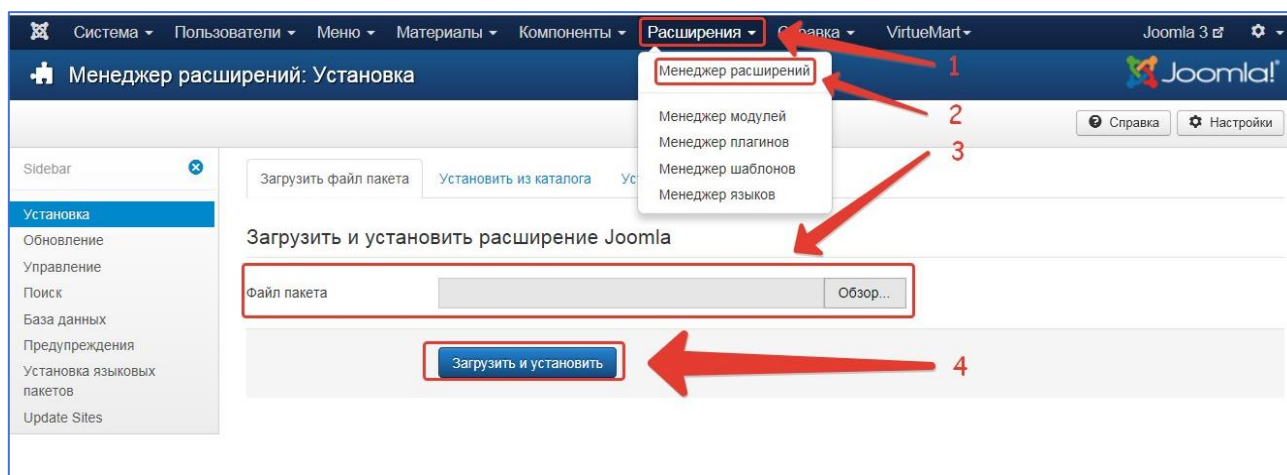 Система Пользователи Меню Материалы Компоненты Расширения Справка VirtueMart Joomla 3
Менеджер расширений: Установка
Joomla!
Менеджер расширений
Менеджер модулей
Менеджер плагинов
Менеджер шаблонов
Менеджер языков
1
2
3
Справка Настройки
Sidebar
Загрузить файл пакета Установить из каталога
Установка
Обновление
Управление
Поиск
База данных
Предупреждения
Установка языковых
пакетов
Update Sites
Загрузить и установить расширение Joomla
Файл пакета Обзор...
Загрузить и установить
4